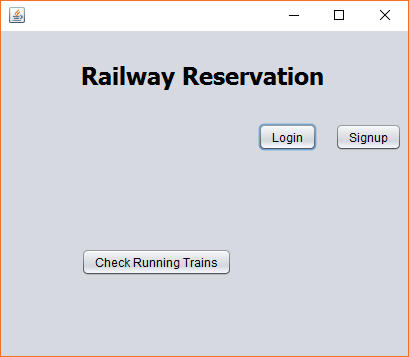 Railway Reservation
Login Signup
Check Running Trains